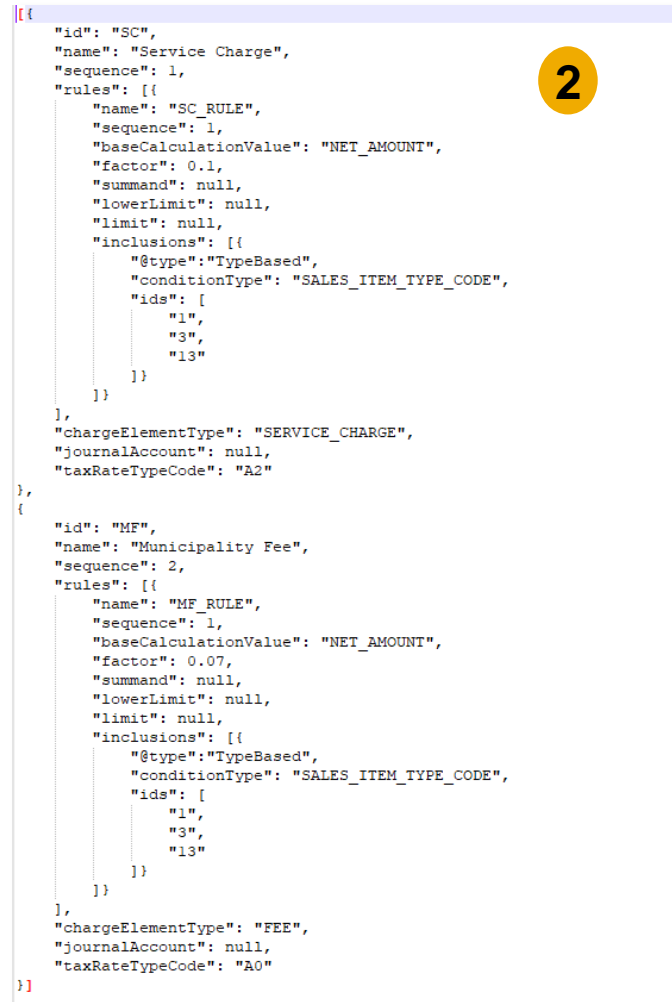 [{
    "id": "SC",
    "name": "Service Charge",
    "sequence": 1,
    "rules": [{
        "name": "SC_RULE",
        "sequence": 1,
        "baseCalculationValue": "NET_AMOUNT",
        "factor": 0.1,
        "summand": null,
        "lowerLimit": null,
        "limit": null,
        "inclusions": [{
            "@type":"TypeBased",
            "conditionType": "SALES_ITEM_TYPE_CODE",
            "ids": [
                "1",
                "3",
                "13"
            ]}
        ]}
    ],
    "chargeElementType": "SERVICE_CHARGE",
    "journalAccount": null,
    "taxRateTypeCode": "A2"
},
{
    "id": "MF",
    "name": "Municipality Fee",
    "sequence": 2,
    "rules": [{
        "name": "MF_RULE",
        "sequence": 1,
        "baseCalculationValue": "NET_AMOUNT",
        "factor": 0.07,
        "summand": null,
        "lowerLimit": null,
        "limit": null,
        "inclusions": [{
            "@type":"TypeBased",
            "conditionType": "SALES_ITEM_TYPE_CODE",
            "ids": [
                "1",
                "3",
                "13"
            ]}
        ]}
    ],
    "chargeElementType": "FEE",
    "journalAccount": null,
    "taxRateTypeCode": "A0"
}]
2